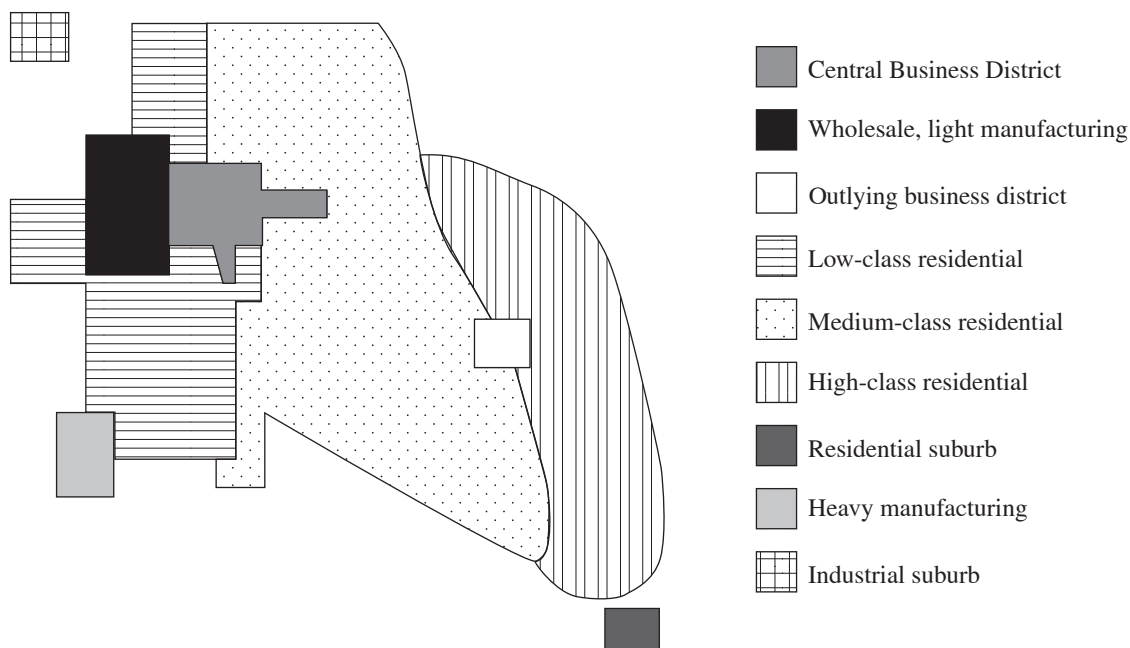 Central Business District
Wholesale, light manufacturing
Outlying business district
Low-class residential
Medium-class residential
High-class residential
Residential suburb
Heavy manufacturing
Industrial suburb